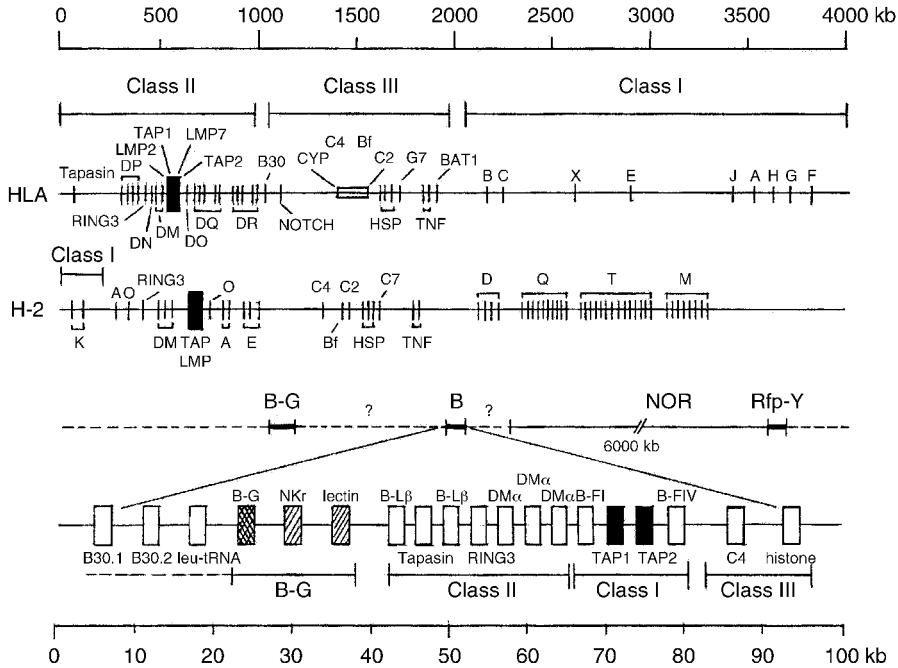 0 500 1000 1500 2000 2500 3000 3500 4000 kb
Class II Class III Class I
TAP1 LMP7
LMP2 TAP2 C4 Bf
Tapasin DP B30 CYP C2 G7 BAT1 B C X E J A H G F
HLA
RING3 DN DM DO DQ DR NOTCH HSP TNF
Class I
A O RING3 O C4 C2 C7 D Q T M
H-2
K DM TAP A E Bf HSP TNF
LMP
B-G ? B ? NOR Rfp-Y
6000 kb
DMα
B-G NKr lectin B-Lβ B-Lβ DMα DMα B-FI B-FIV
B30.1 B30.2 leu-tRNA Tapasin RING3 TAP1 TAP2 C4 histone
B-G Class II Class I Class III
0 10 20 30 40 50 60 70 80 90 100 kb